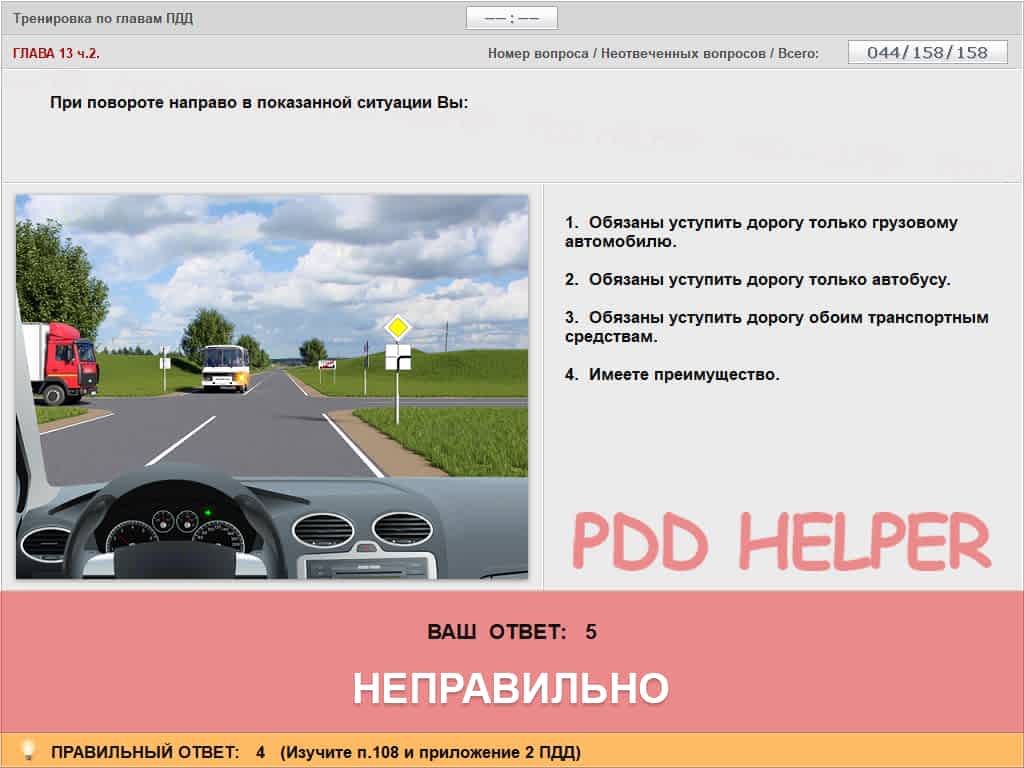 Тренировка по главам ПДД
−− : −−
ГЛАВА 13 ч.2.
Номер вопроса / Неотвеченных вопросов / Всего:
044/158/158
При повороте направо в показанной ситуации Вы:
1. Обязаны уступить дорогу только грузовому
автомобилю.
2. Обязаны уступить дорогу только автобусу.
3. Обязаны уступить дорогу обоим транспортным
средствам.
4. Имеете преимущество.
PDD HELPER
ВАШ ОТВЕТ: 5
НЕПРАВИЛЬНО
ПРАВИЛЬНЫЙ ОТВЕТ: 4 (Изучите п.108 и приложение 2 ПДД)